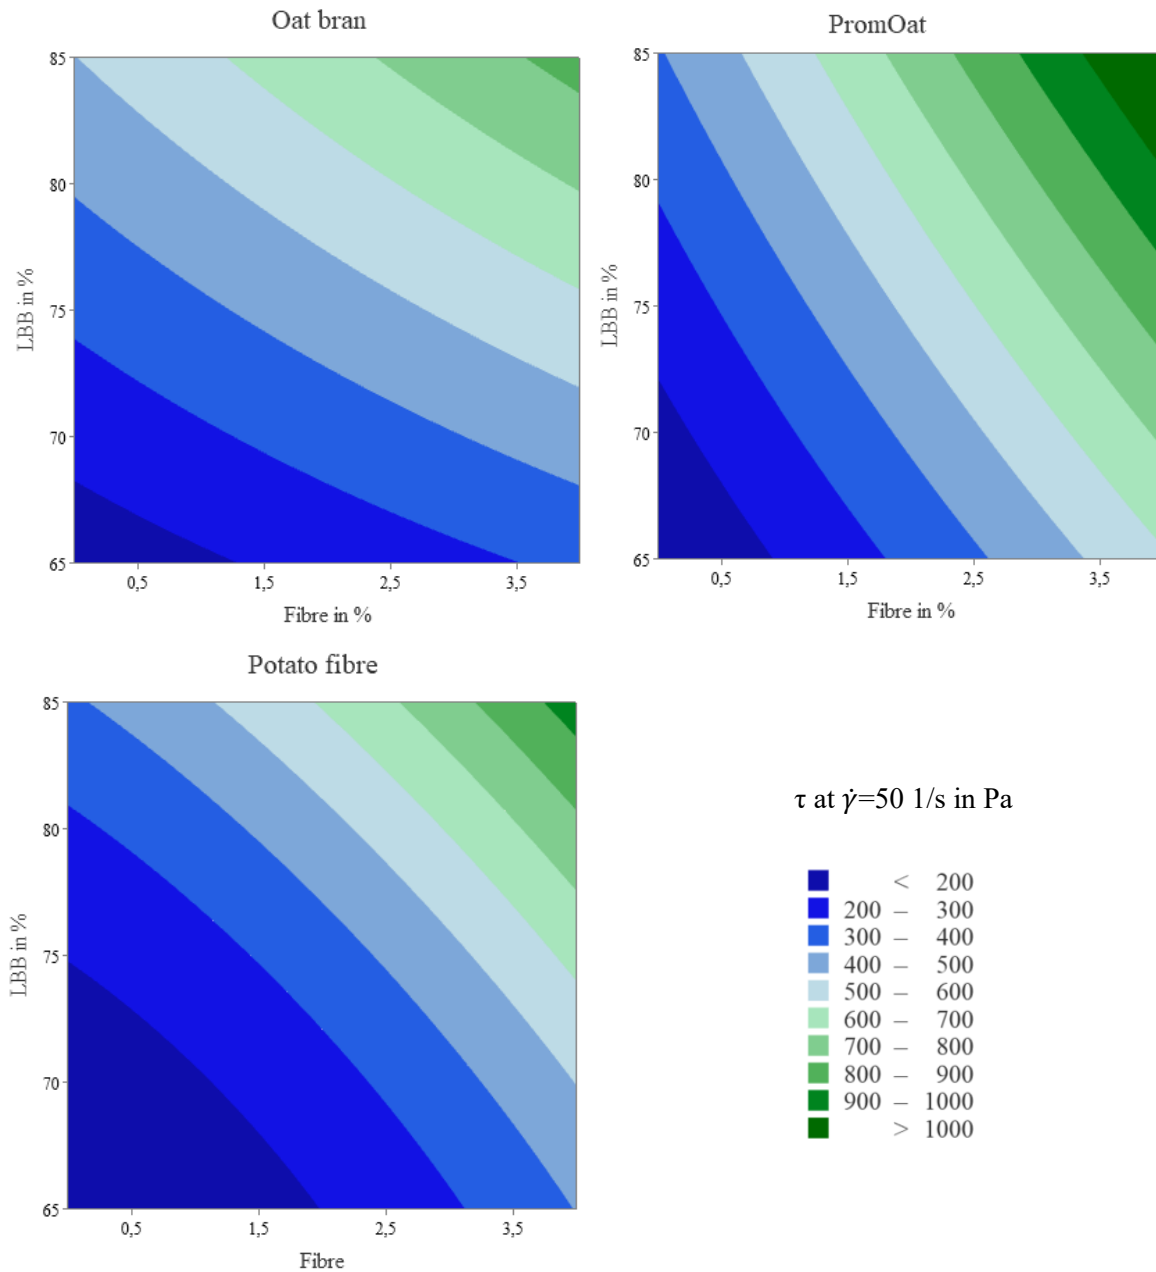 Oat bran
85
80
75
70
65
LBB in %
0,5 1,5 2,5 3,5
Fibre in %
PromOat
85
80
75
70
65
LBB in %
0,5 1,5 2,5 3,5
Fibre in %
Potato fibre
85
80
75
70
65
LBB in %
0,5 1,5 2,5 3,5
Fibre
τ at γ̇=50 1/s in Pa
< 200
200 – 300
300 – 400
400 – 500
500 – 600
600 – 700
700 – 800
800 – 900
900 – 1000
> 1000